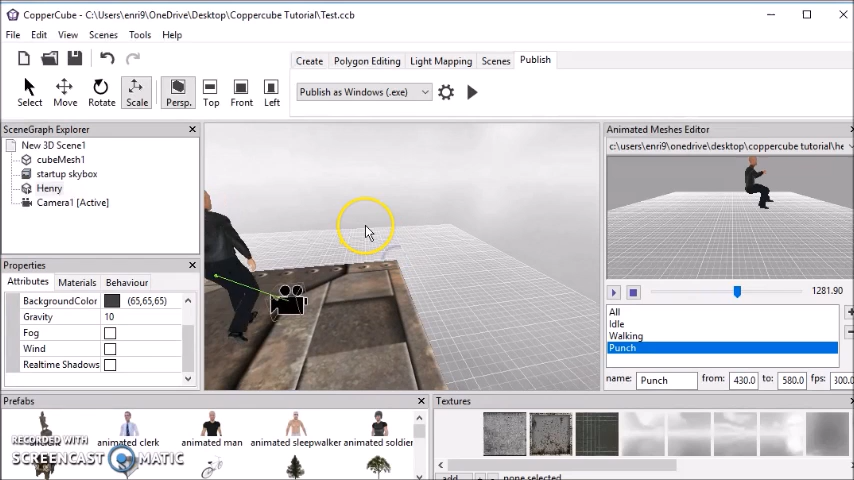 CopperCube - C:\Users\enri9\OneDrive\Desktop\Coppercube Tutorial\Test.ccb
File Edit View Scenes Tools Help
Create Polygon Editing Light Mapping Scenes Publish
Publish as Windows (.exe)
Select Move Rotate Scale Persp. Top Front Left
SceneGraph Explorer
New 3D Scene1
cubeMesh1
startup skybox
Henry
Camera1 [Active]
Properties
Attributes Materials Behaviour
BackgroundColor (65,65,65)
Gravity 10
Fog
Wind
Realtime Shadows
Animated Meshes Editor
c:\users\enri9\onedrive\desktop\coppercube tutorial\he
1281.90
All
Idle
Walking
Punch
name: Punch from: 430.0 to: 580.0 fps: 300.0
Prefabs
animated clerk animated man animated sleepwalker animated soldier
RECORDED WITH
SCREENCAST MATIC
Textures
add... none selected